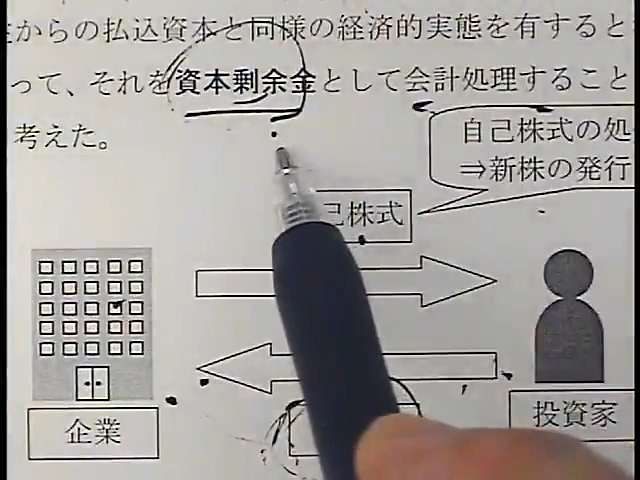 からの払込資本と同様の経済的実態を有すると
って、それを資本剰余金として会計処理すること
考えた。
自己株式の処
⇒新株の発行
己株式
企業
投資家